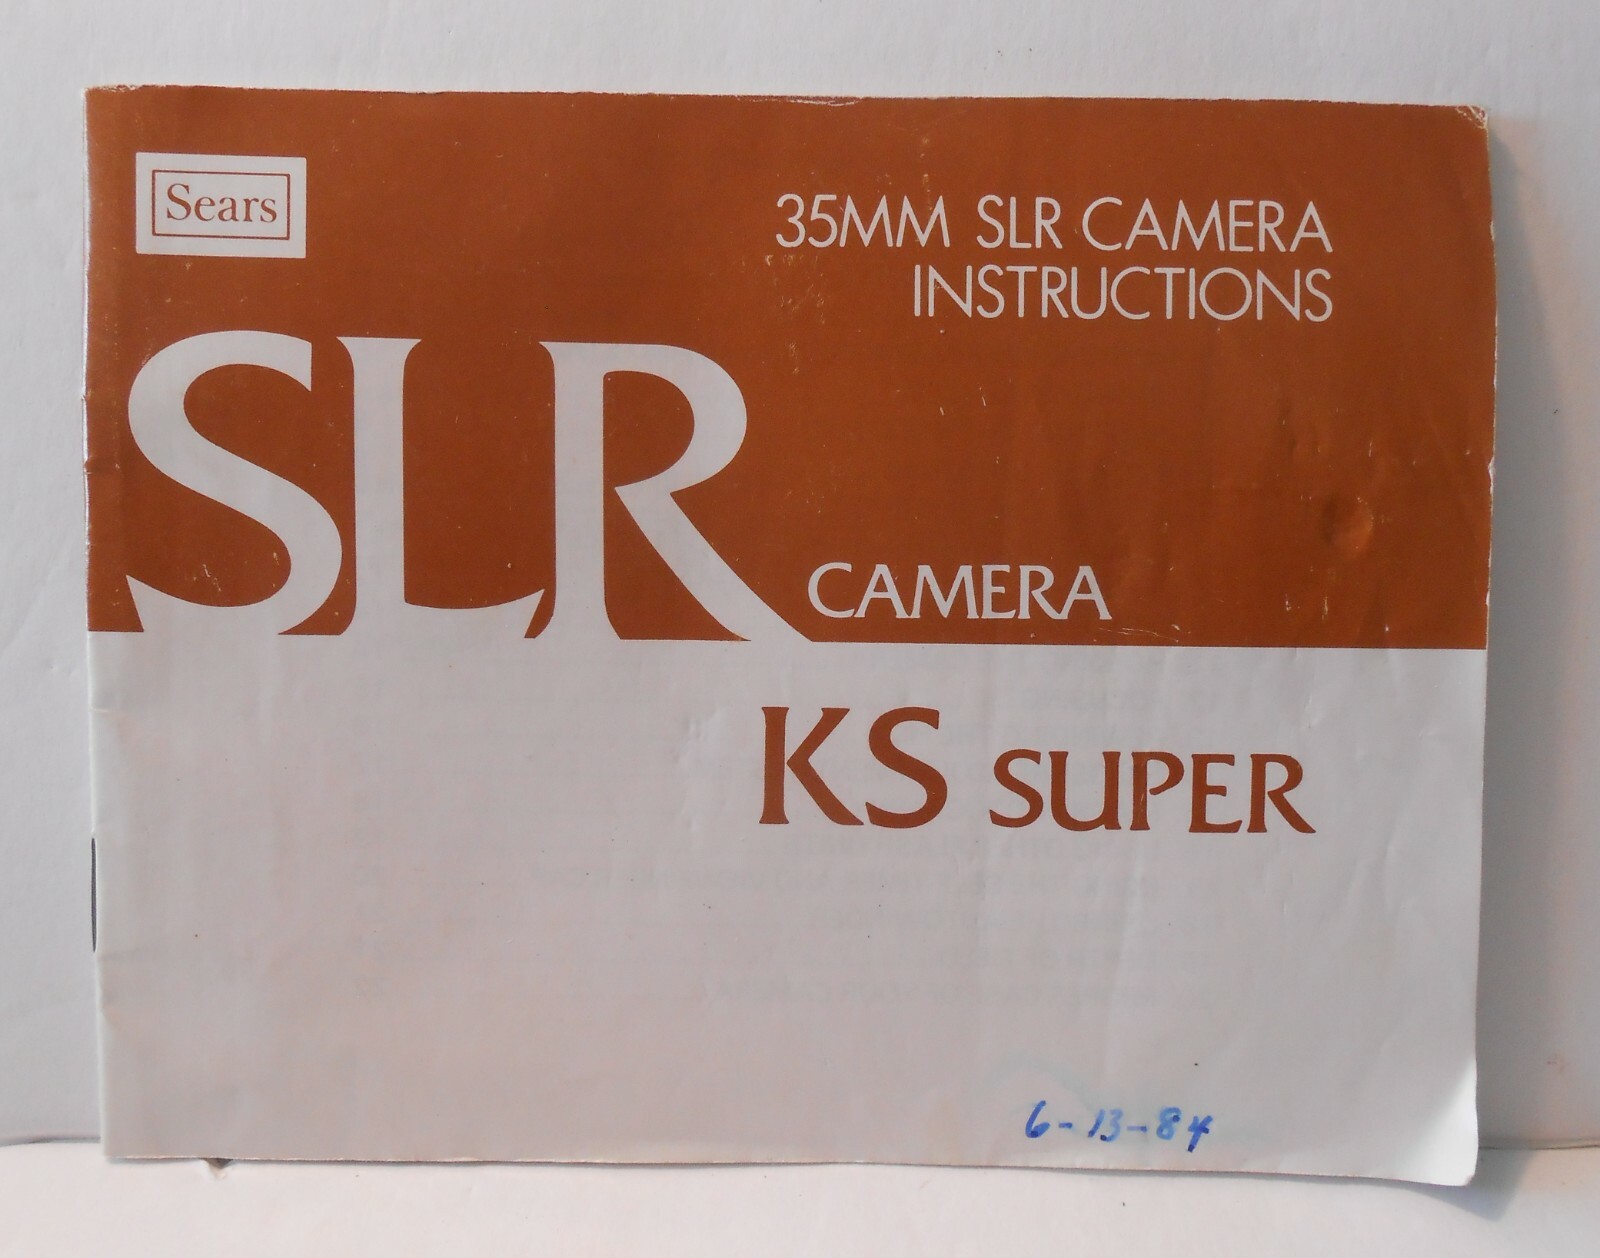 Sears
35MM SLR CAMERA
INSTRUCTIONS
SLR CAMERA
KS SUPER
6-13-84